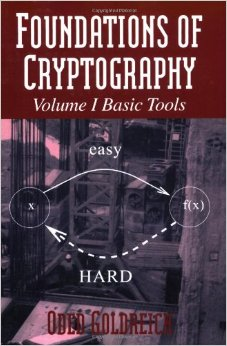 FOUNDATIONS OF
CRYPTOGRAPHY
Volume I Basic Tools
easy
x
f(x)
HARD
ODED GOLDREICH